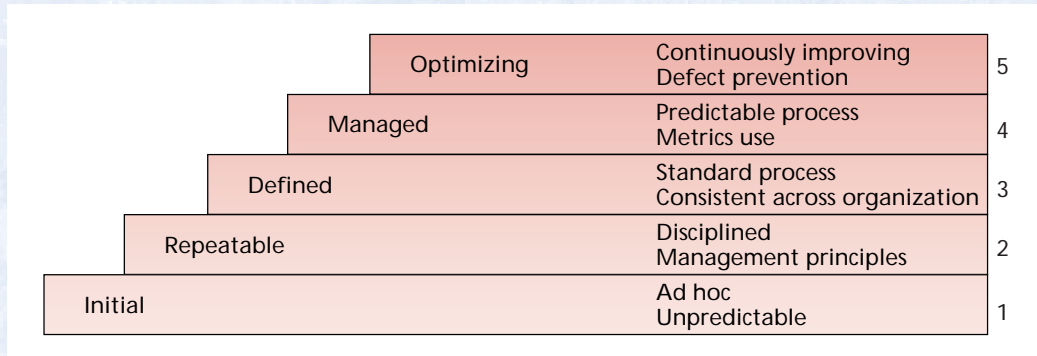 Optimizing
Continuously improving
Defect prevention
5
Managed
Predictable process
Metrics use
4
Defined
Standard process
Consistent across organization
3
Repeatable
Disciplined
Management principles
2
Initial
Ad hoc
Unpredictable
1